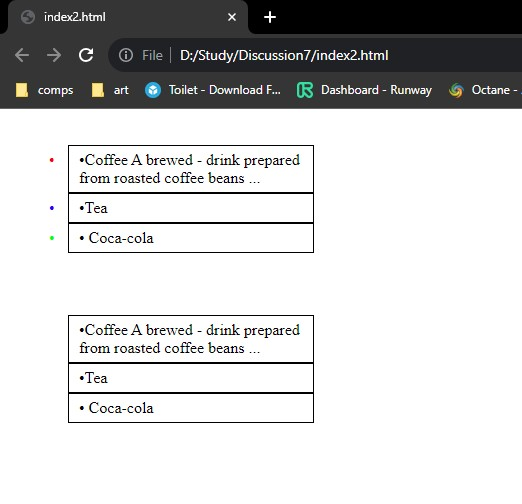 index2.html
File | D:/Study/Discussion7/index2.html
comps art Toilet - Download F... Dashboard - Runway Octane -
• •Coffee A brewed - drink prepared
from roasted coffee beans ...
• •Tea
• • Coca-cola
•Coffee A brewed - drink prepared
from roasted coffee beans ...
•Tea
• Coca-cola